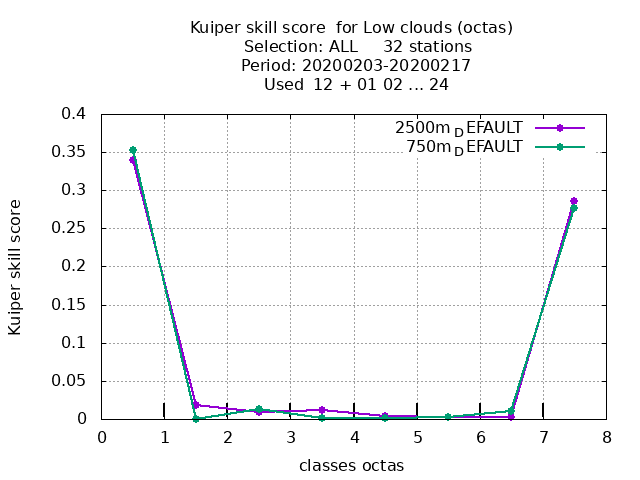 Kuiper skill score  for Low clouds (octas)
Selection: ALL     32 stations
Period: 20200203-20200217
Used  12 + 01 02 ... 24
2500m_DEFAULT
750m_DEFAULT
0.4
0.35
0.3
0.25
0.2
0.15
0.1
0.05
0
Kuiper skill score
0 1 2 3 4 5 6 7 8
classes octas